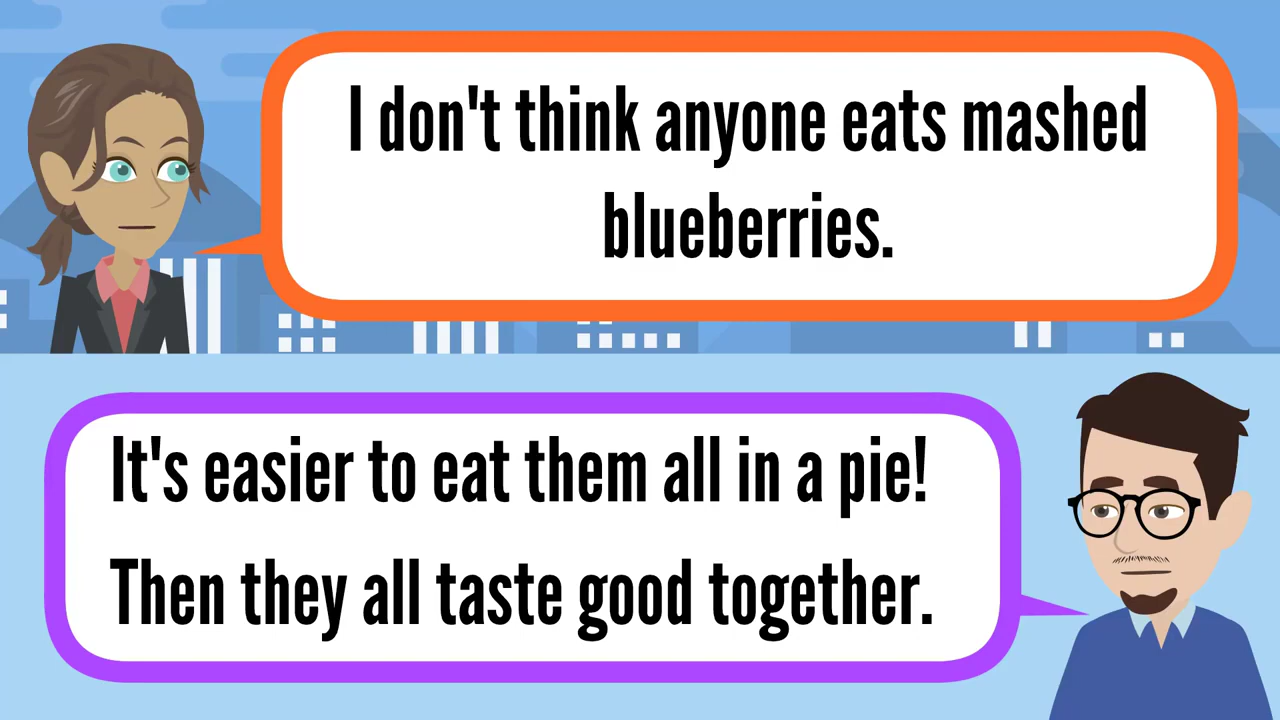 I don't think anyone eats mashed
blueberries.
It's easier to eat them all in a pie!
Then they all taste good together.